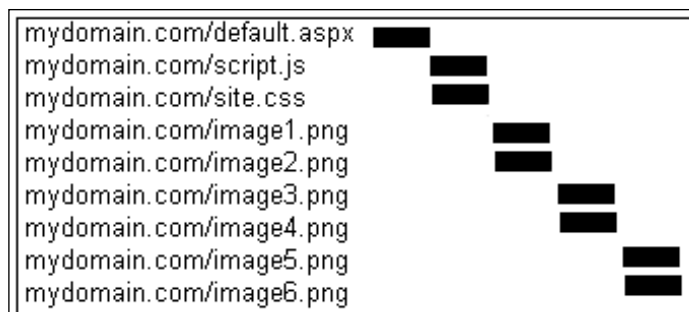 mydomain.com/default.aspx
mydomain.com/script.js
mydomain.com/site.css
mydomain.com/image1.png
mydomain.com/image2.png
mydomain.com/image3.png
mydomain.com/image4.png
mydomain.com/image5.png
mydomain.com/image6.png